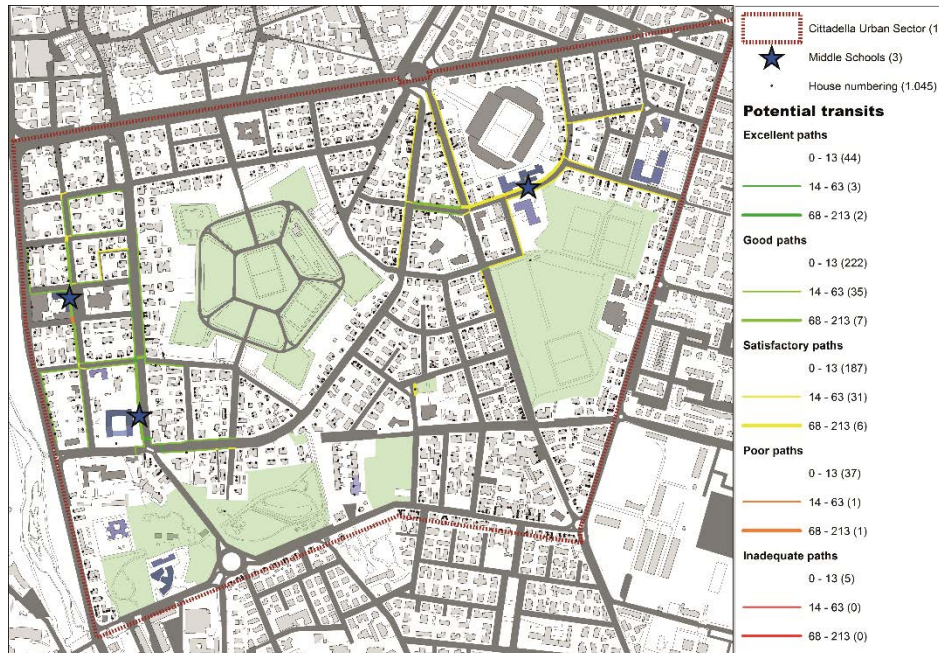 Cittadella Urban Sector (1
Middle Schools (3)
House numbering (1.045)
Potential transits
Excellent paths
0 - 13 (44)
14 - 63 (3)
68 - 213 (2)
Good paths
0 - 13 (222)
14 - 63 (35)
68 - 213 (7)
Satisfactory paths
0 - 13 (187)
14 - 63 (31)
68 - 213 (6)
Poor paths
0 - 13 (37)
14 - 63 (1)
68 - 213 (1)
Inadequate paths
0 - 13 (5)
14 - 63 (0)
68 - 213 (0)